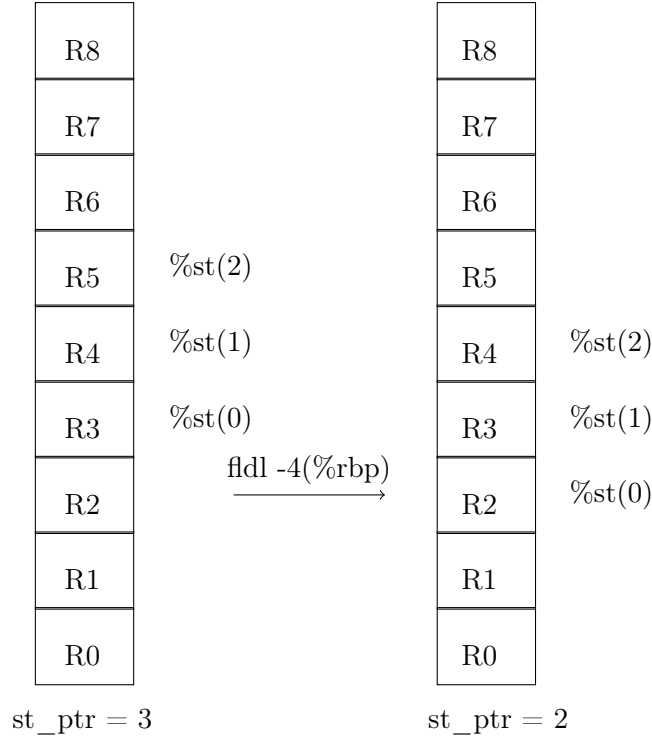 R8 R8
R7 R7
R6 R6
R5 %st(2) R5
R4 %st(1) R4 %st(2)
R3 %st(0) R3 %st(1)
fldl -4(%rbp)
R2 R2 %st(0)
R1 R1
R0 R0
st_ptr = 3 st_ptr = 2